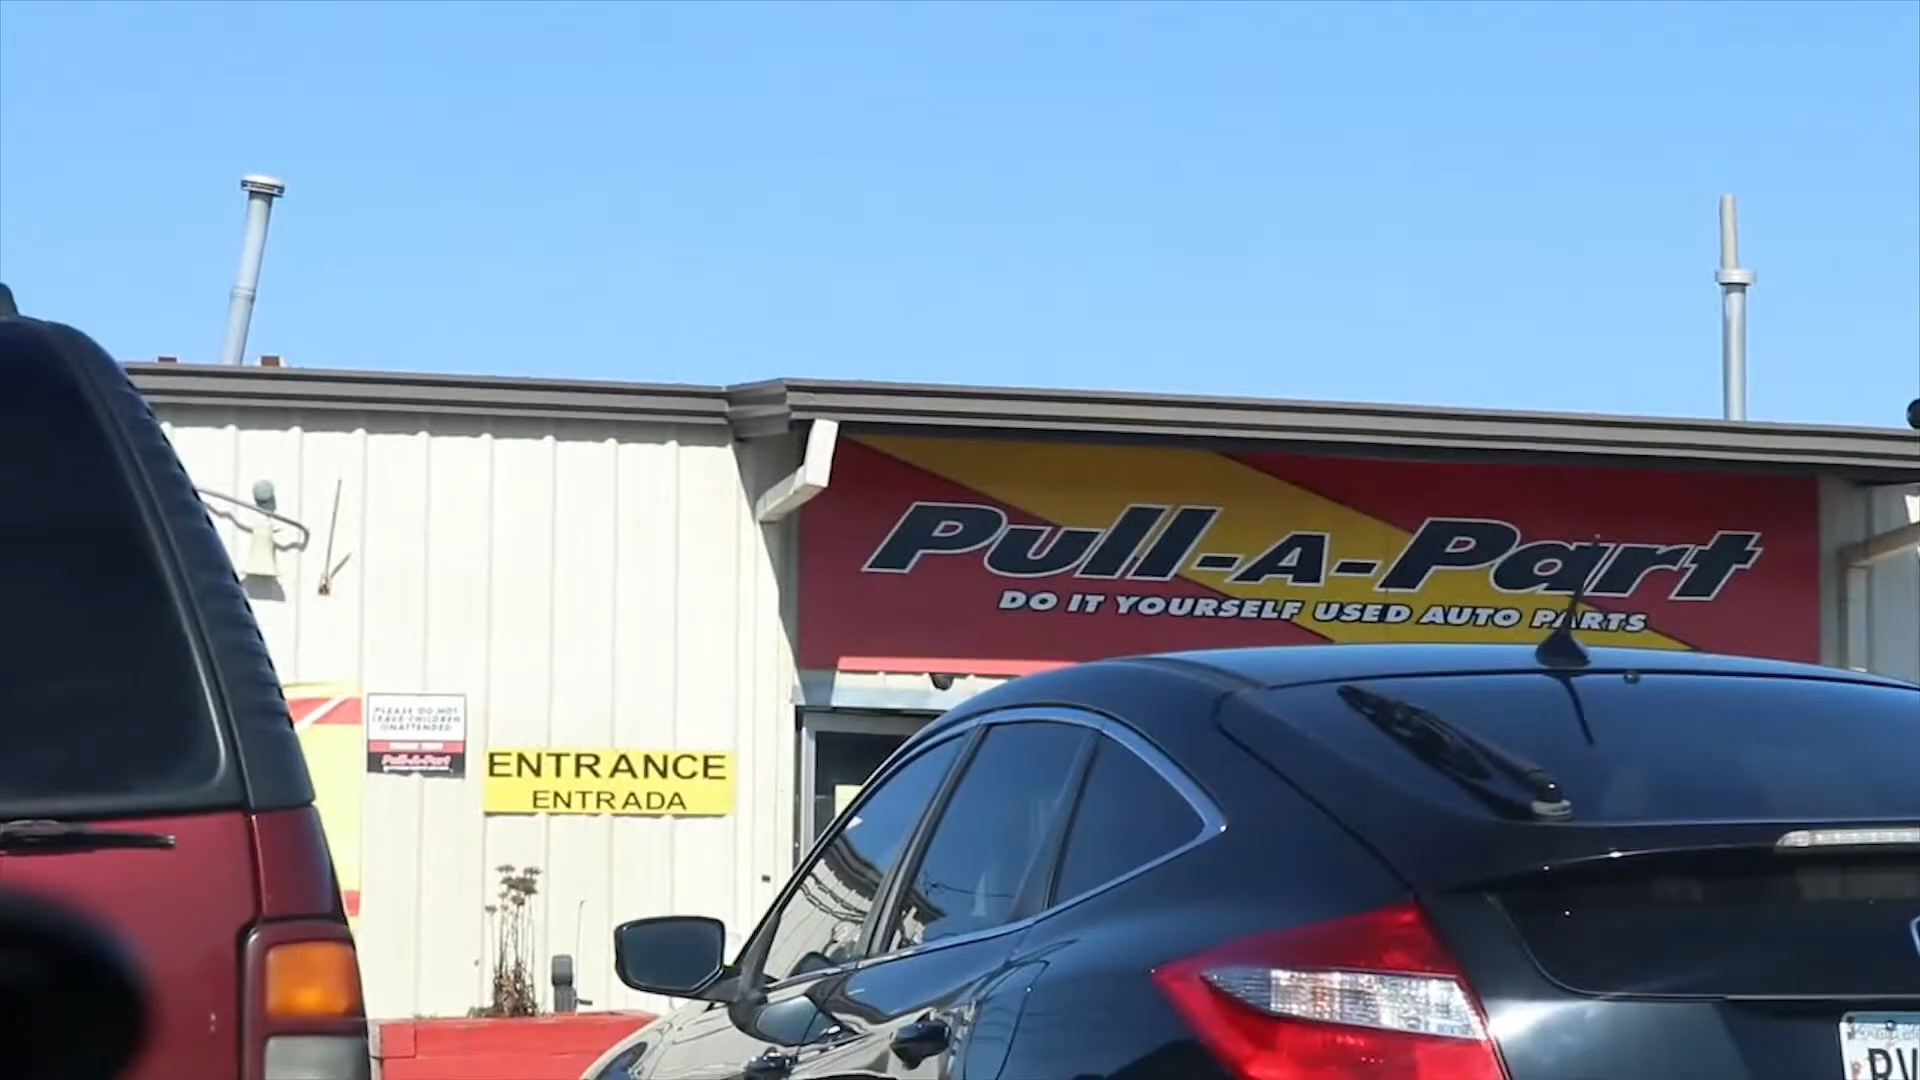 Pull-A-Part
DO IT YOURSELF USED AUTO PARTS
PLEASE DO NOT
LEAVE CHILDREN
UNATTENDED
Pull-A-Part
ENTRANCE
ENTRADA